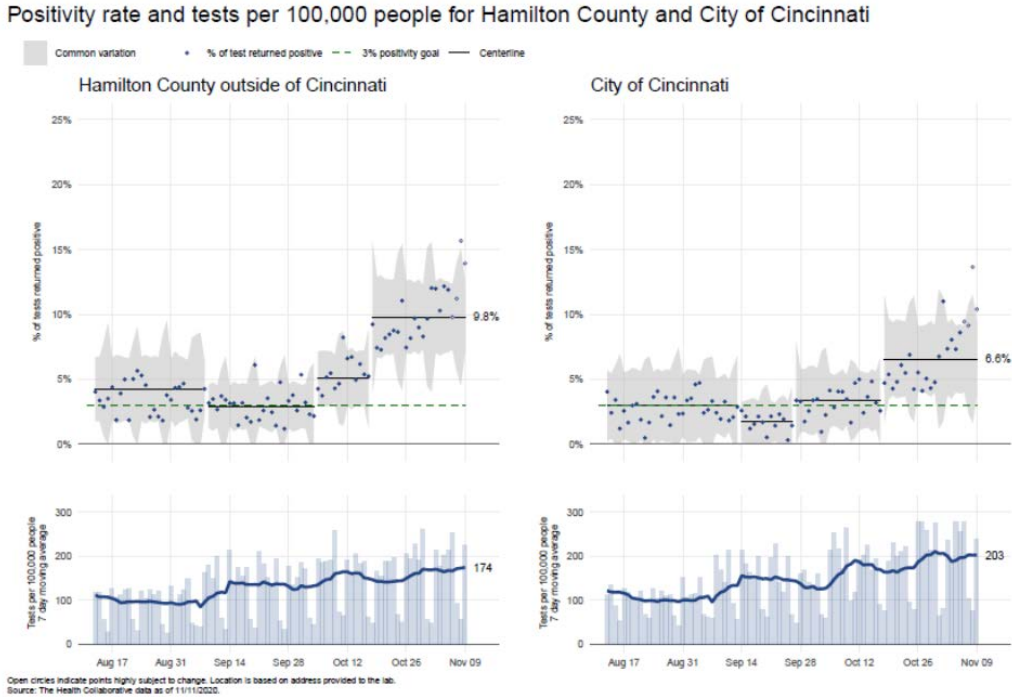 Positivity rate and tests per 100,000 people for Hamilton County and City of Cincinnati
Common variation % of test returned positive 3% positivity goal Centerline
Hamilton County outside of Cincinnati
25%
20%
15%
10%
5%
0%
% of tests returned positive
9.8%
300
200
100
0
Tests per 100,000 people
7 day moving average
174
Aug 17 Aug 31 Sep 14 Sep 28 Oct 12 Oct 26 Nov 09
City of Cincinnati
25%
20%
15%
10%
5%
0%
% of tests returned positive
6.6%
300
200
100
0
Tests per 100,000 people
7 day moving average
203
Aug 17 Aug 31 Sep 14 Sep 28 Oct 12 Oct 26 Nov 09
Open circles indicate points highly subject to change. Location is based on address provided to the lab.
Source: The Health Collaborative data as of 11/11/2020.